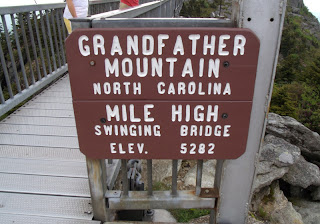 GRANDFATHER
MOUNTAIN
NORTH CAROLINA
MILE HIGH
SWINGING BRIDGE
ELEV. 5282